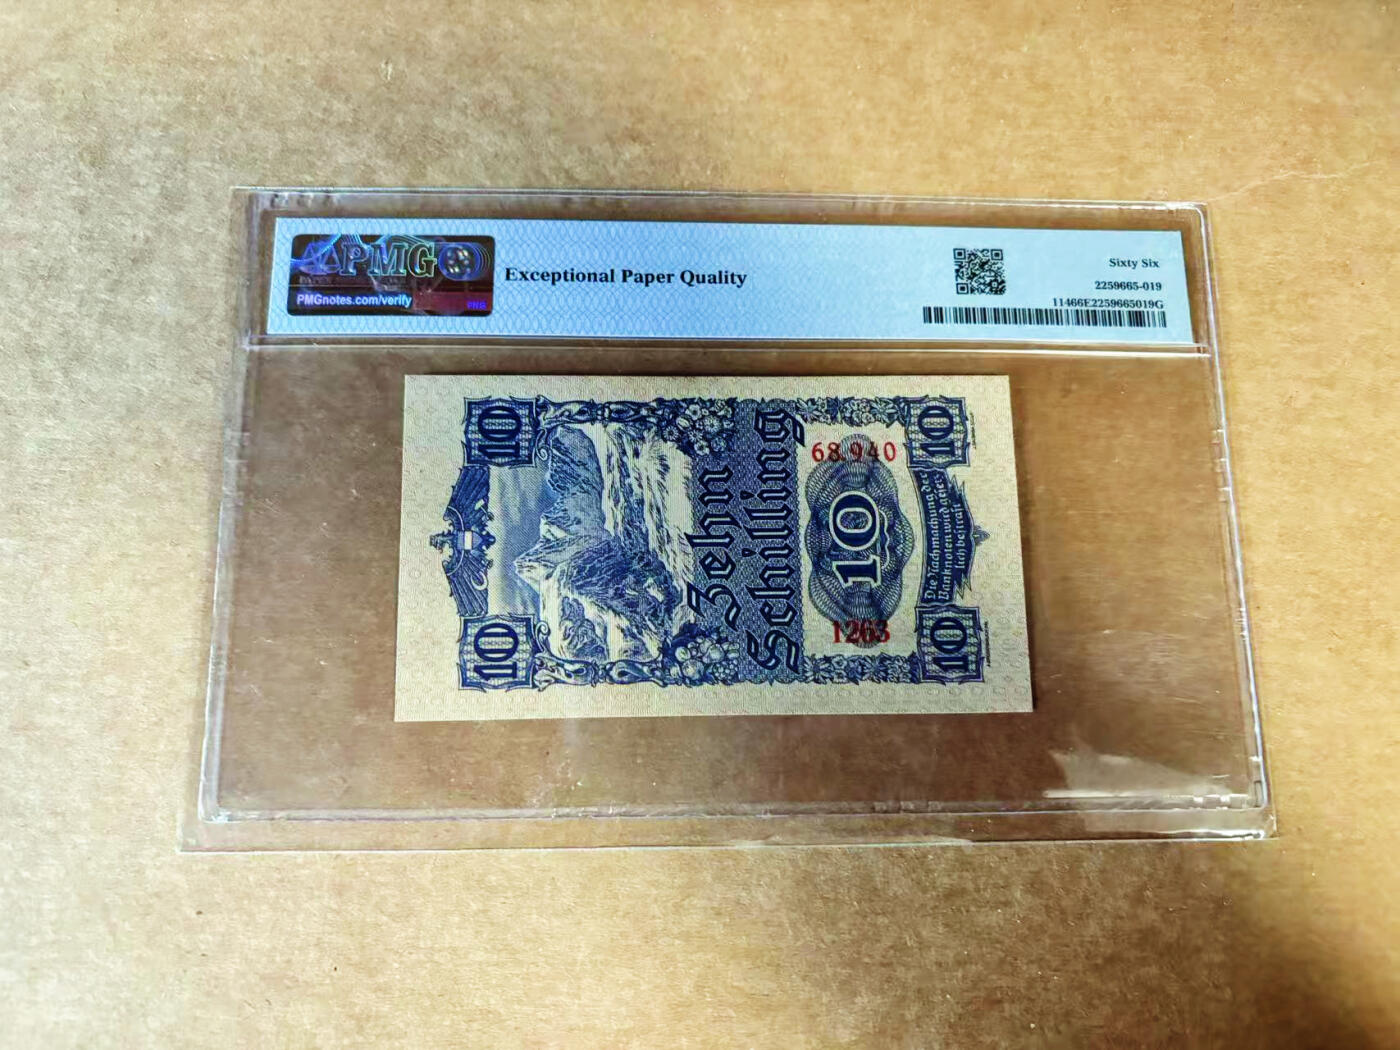 PMG
PMGnotes.com/verify
PMG
Exceptional Paper Quality
Sixty Six
2259665-019
11466E2259665019G
10
10
Zehn
Schilling
68.940
10
1263
10
Die Nachmachung der
Banknoten wird gesetz
lich bestraft
10